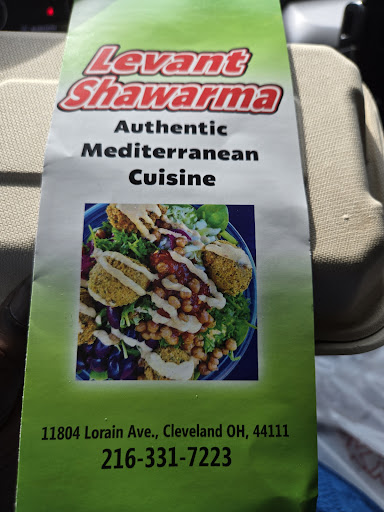 Levant
Shawarma
Authentic
Mediterranean
Cuisine
11804 Lorain Ave., Cleveland OH, 44111
216-331-7223